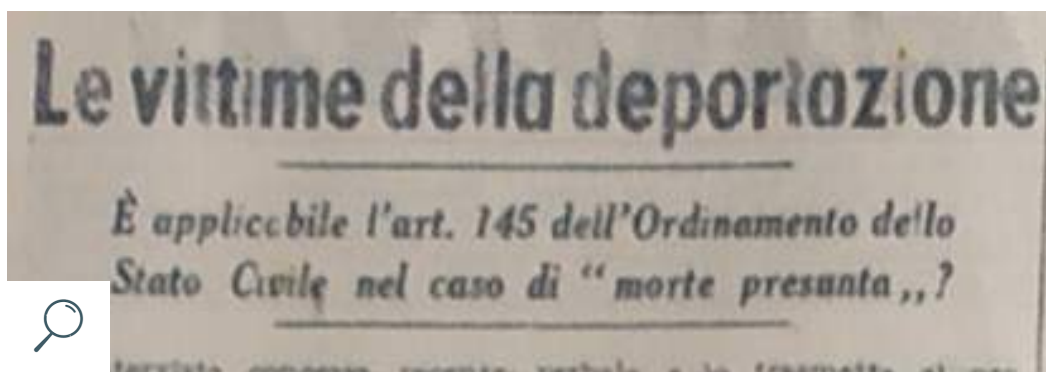 Le vittime della deportazione
È applicabile l'art. 145 dell'Ordinamento dello
Stato Civile nel caso di “morte presunta„?